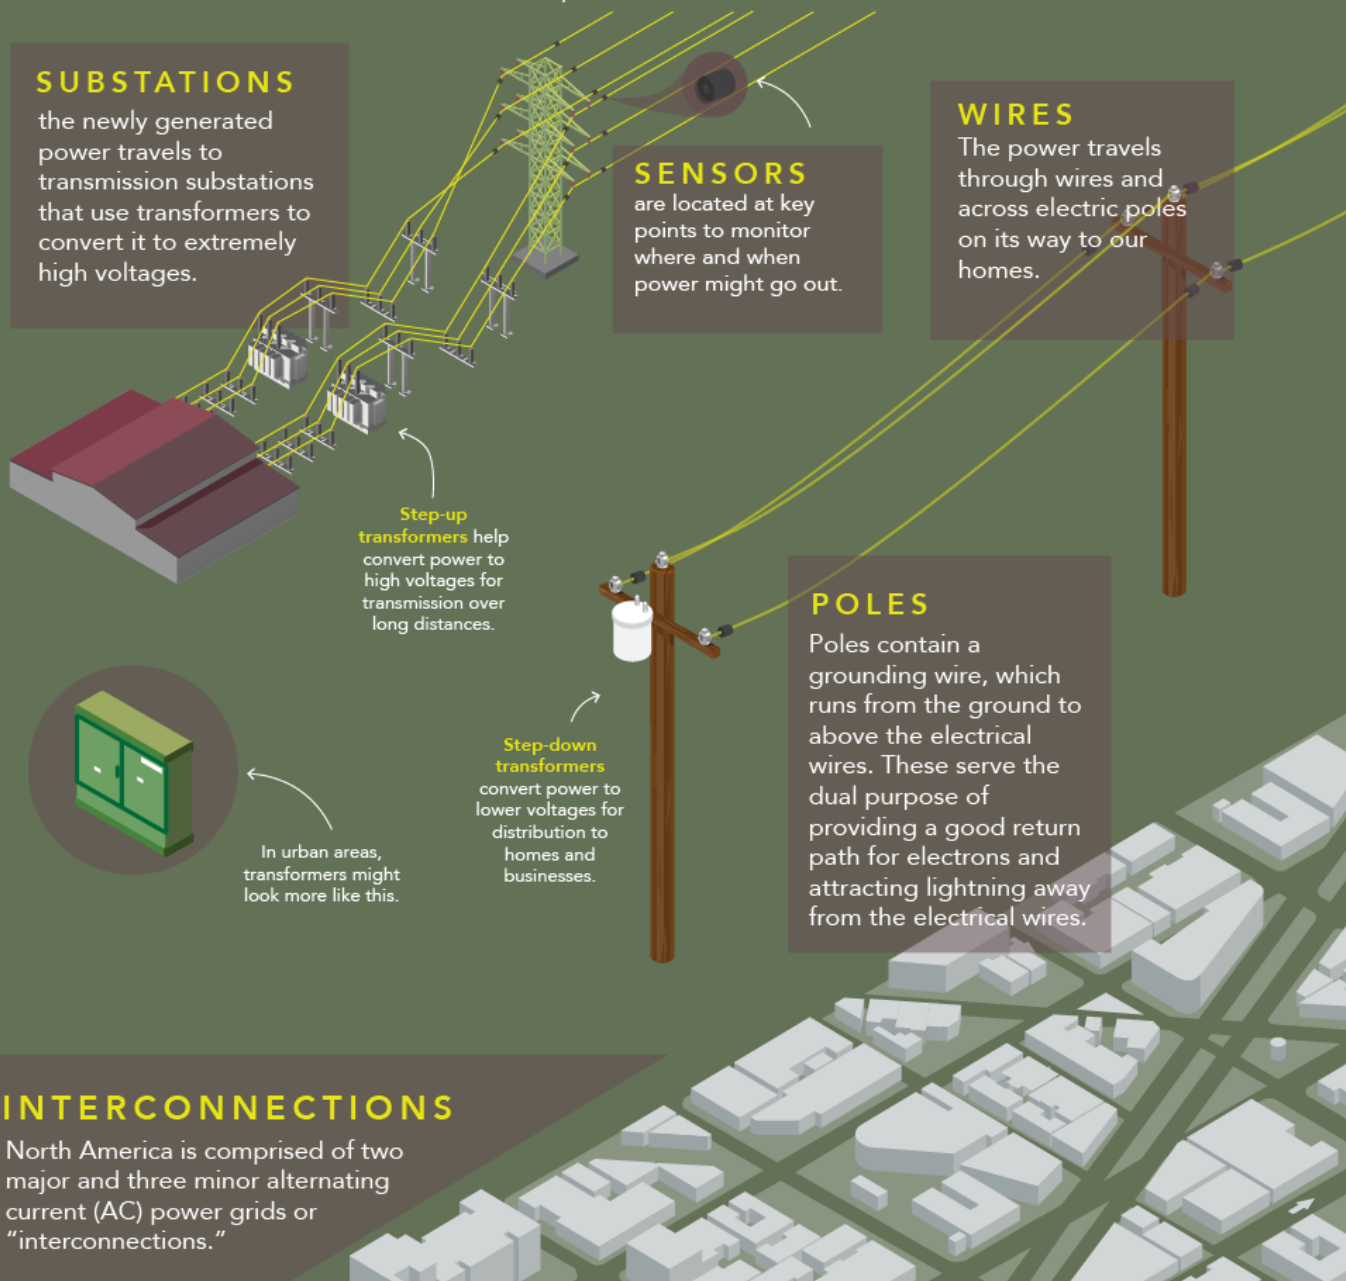 SUBSTATIONS
the newly generated
power travels to
transmission substations
that use transformers to
convert it to extremely
high voltages.
SENSORS
are located at key
points to monitor
where and when
power might go out.
WIRES
The power travels
through wires and
across electric poles
on its way to our
homes.
Step-up
transformers help
convert power to
high voltages for
transmission over
long distances.
POLES
Poles contain a
grounding wire, which
runs from the ground to
above the electrical
wires. These serve the
dual purpose of
providing a good return
path for electrons and
attracting lightning away
from the electrical wires.
Step-down
transformers
convert power to
lower voltages for
distribution to
homes and
businesses.
In urban areas,
transformers might
look more like this.
INTERCONNECTIONS
North America is comprised of two
major and three minor alternating
current (AC) power grids or
“interconnections.”